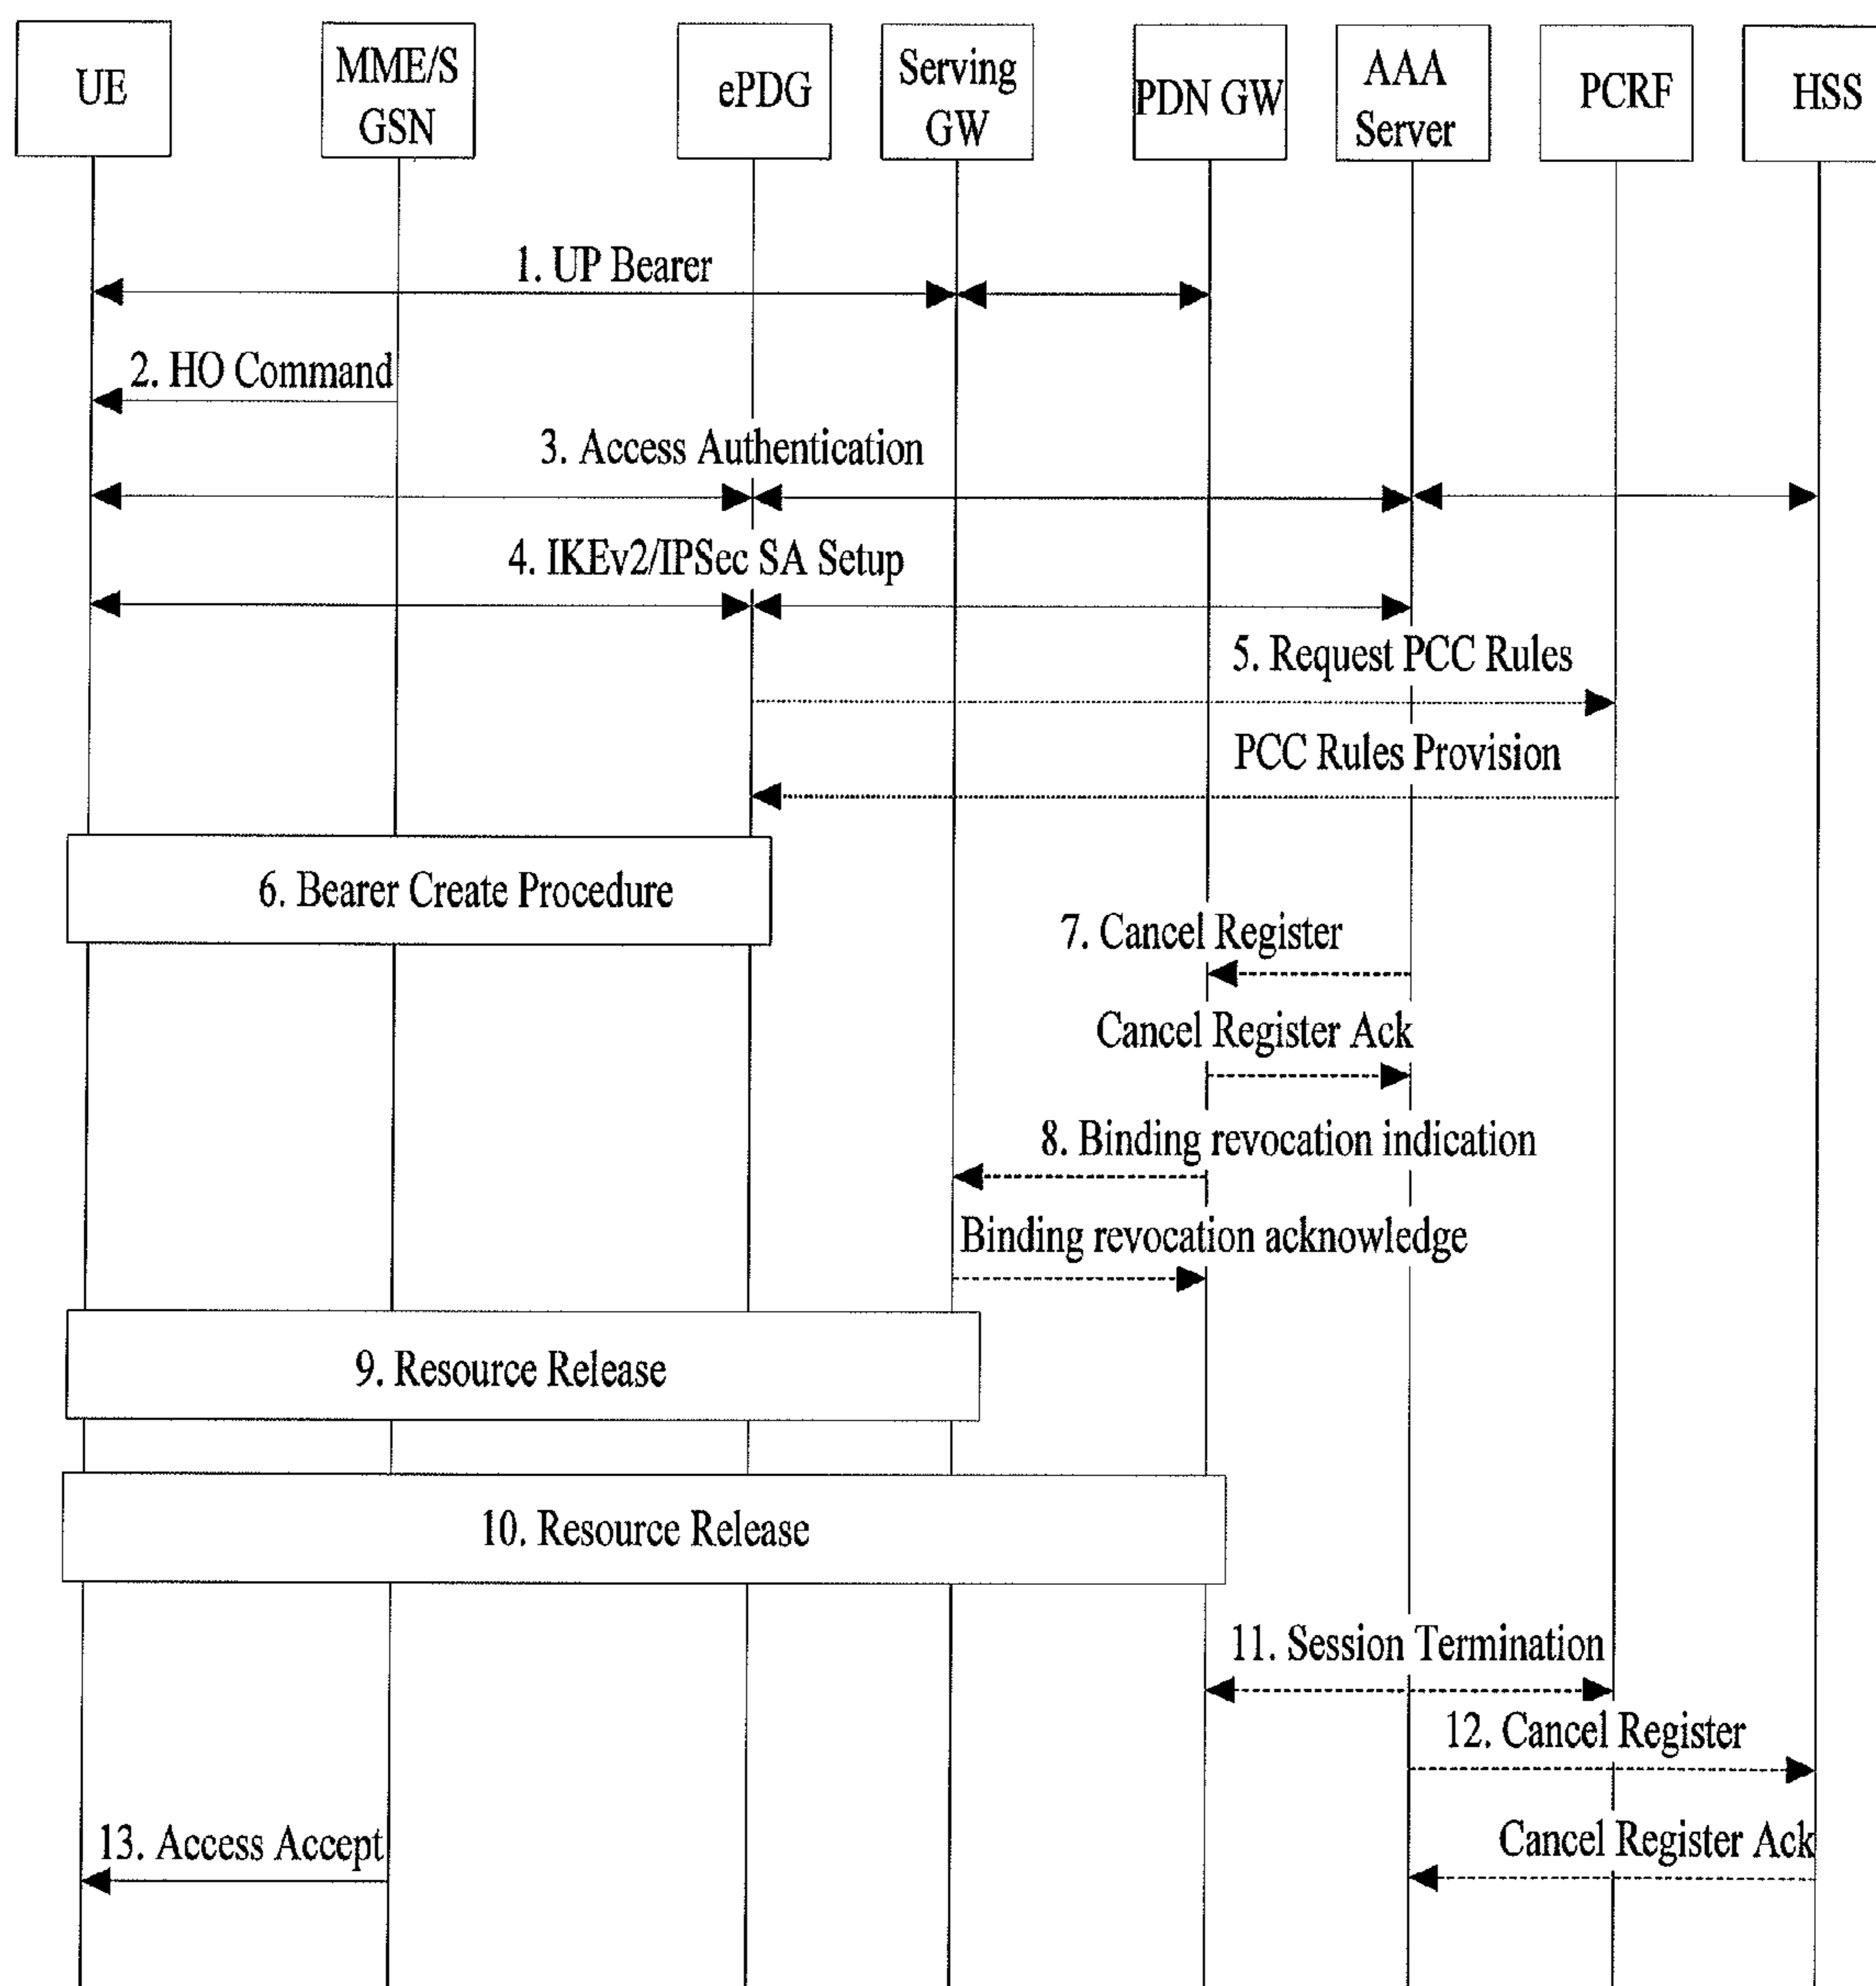 UE
MME/S
GSN
ePDG
Serving
GW
PDN GW
AAA
Server
PCRF
HSS
1. UP Bearer
2. HO Command
3. Access Authentication
4. IKEv2/IPSec SA Setup
5. Request PCC Rules
PCC Rules Provision
6. Bearer Create Procedure
7. Cancel Register
Cancel Register Ack
8. Binding revocation indication
Binding revocation acknowledge
9. Resource Release
10. Resource Release
11. Session Termination
12. Cancel Register
13. Access Accept
Cancel Register Ack